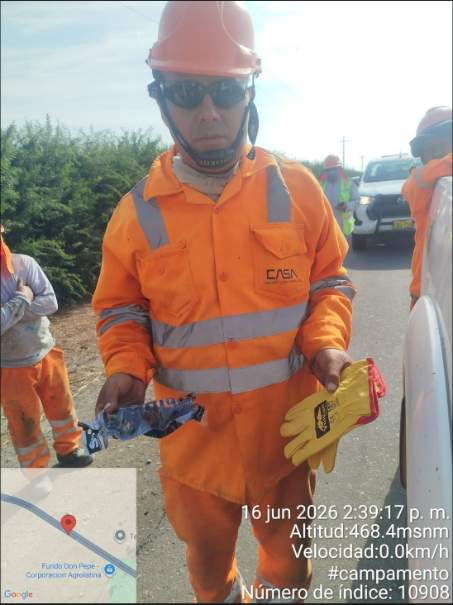 CASA
16 jun 2026 2:39:17 p. m.
Altitud:468.4msnm
Velocidad:0.0km/h
#campamento
Número de índice: 10908
Fundo Don Pepe -
Corporacion Agrolatina
Google